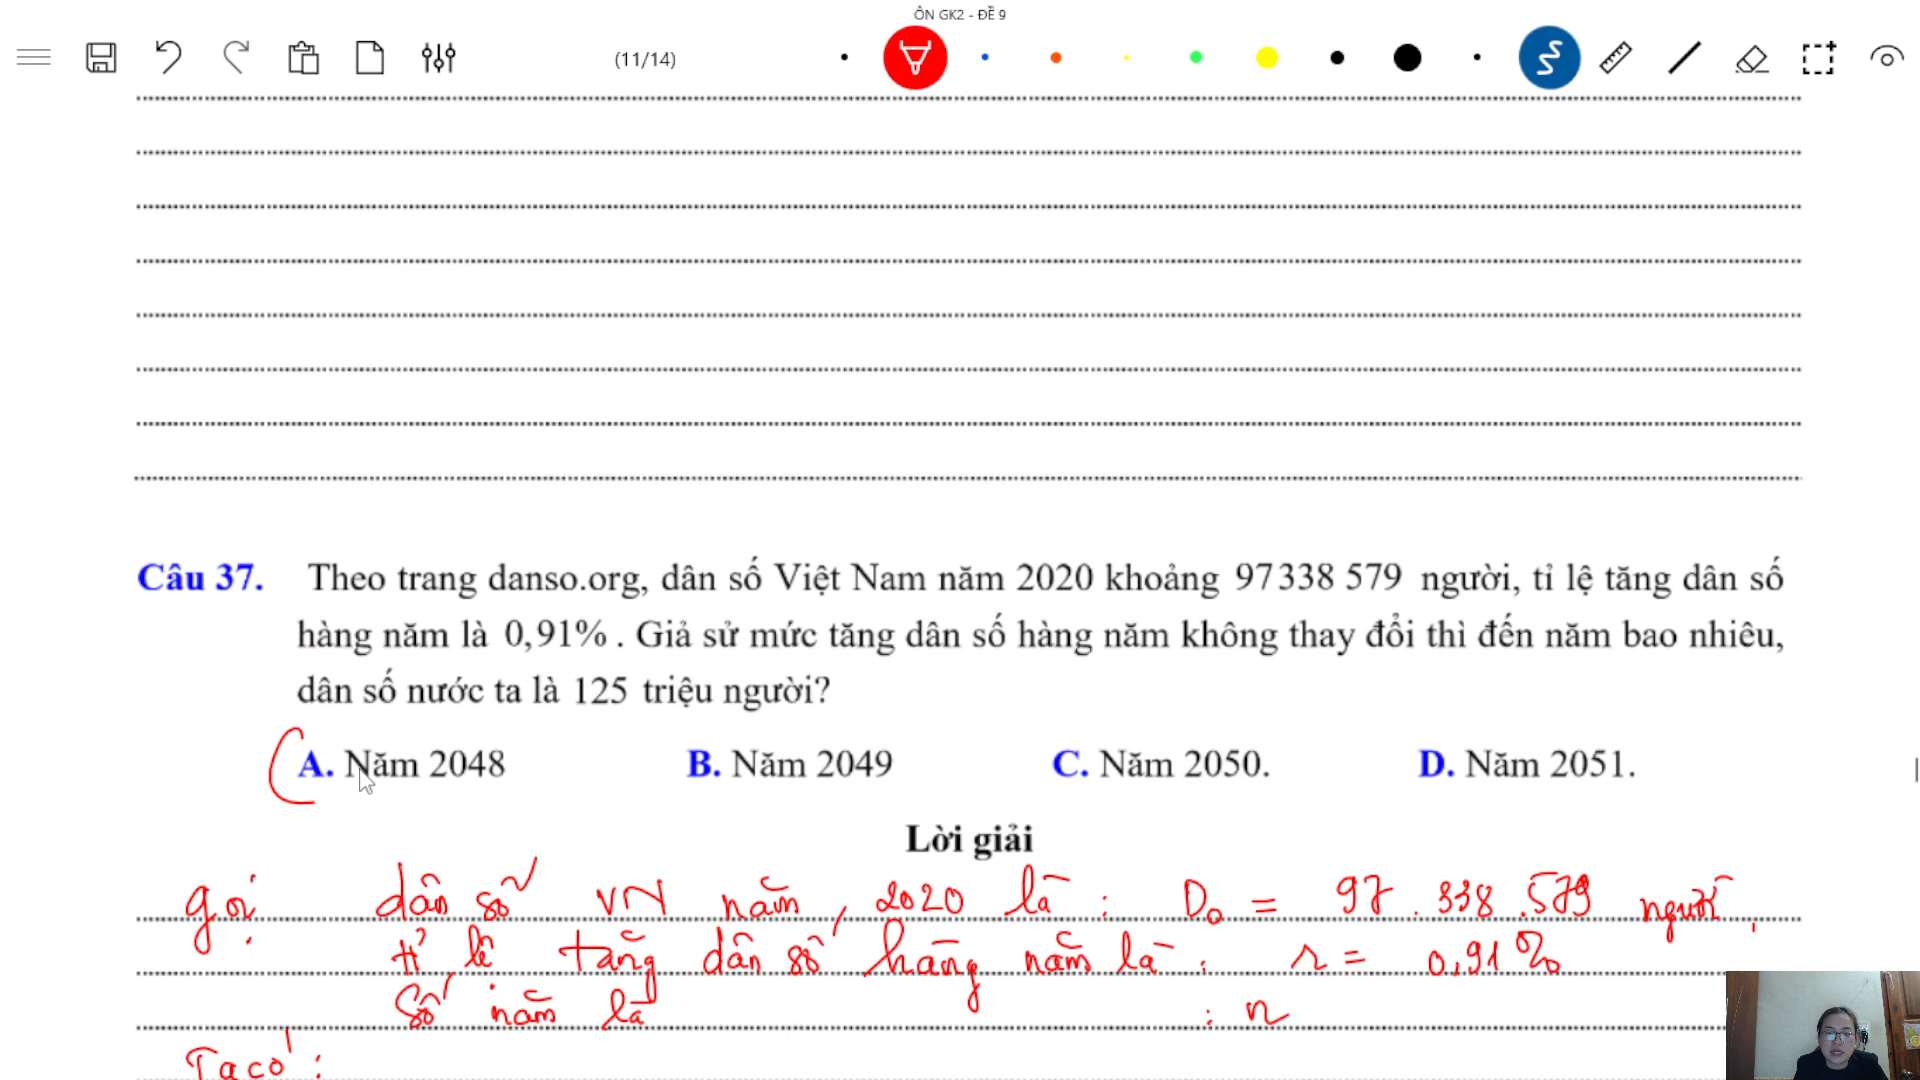 ÔN GK2 - ĐỀ 9
(11/14)
Câu 37. Theo trang danso.org, dân số Việt Nam năm 2020 khoảng 97338 579 người, tỉ lệ tăng dân số
hàng năm là 0,91% . Giả sử mức tăng dân số hàng năm không thay đổi thì đến năm bao nhiêu,
dân số nước ta là 125 triệu người?
A. Năm 2048 B. Năm 2049 C. Năm 2050. D. Năm 2051.
Lời giải
gọi dân số VN năm 2020 là : D₀ = 97.338.579 người,
tỉ lệ tăng dân số hàng năm là : r = 0,91%
Số năm là : n
Ta có :